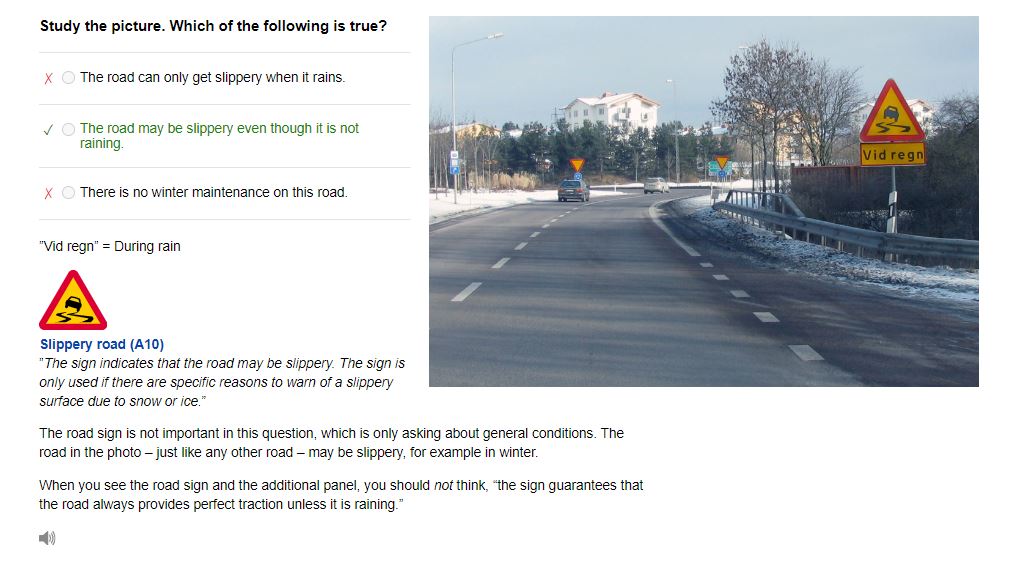 Study the picture. Which of the following is true?
The road can only get slippery when it rains.
The road may be slippery even though it is not
raining.
There is no winter maintenance on this road.
"Vid regn" = During rain
Slippery road (A10)
"The sign indicates that the road may be slippery. The sign is
only used if there are specific reasons to warn of a slippery
surface due to snow or ice."
The road sign is not important in this question, which is only asking about general conditions. The
road in the photo – just like any other road – may be slippery, for example in winter.
When you see the road sign and the additional panel, you should not think, “the sign guarantees that
the road always provides perfect traction unless it is raining.”
Vid regn